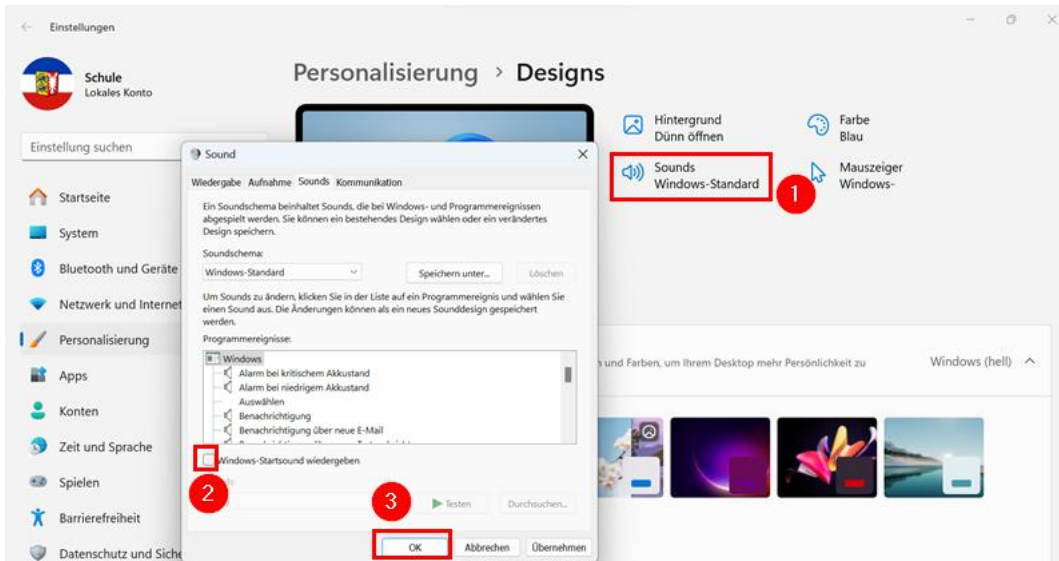 Einstellungen
Schule
Lokales Konto
Einstellung suchen
Startseite
System
Bluetooth und Geräte
Netzwerk und Internet
Personalisierung
Apps
Konten
Zeit und Sprache
Spielen
Barrierefreiheit
Datenschutz und Siche
Personalisierung > Designs
Hintergrund
Dünn öffnen
Farbe
Blau
Sounds
Windows-Standard
1
Mauszeiger
Windows-
Sound
Wiedergabe Aufnahme Sounds Kommunikation
Ein Soundschema beinhaltet Sounds, die bei Windows- und Programmereignissen
abgespielt werden. Sie können ein bestehendes Design wählen oder ein verändertes
Design speichern.
Soundschema:
Windows-Standard
Speichern unter...
Löschen
Um Sounds zu ändern, klicken Sie in der Liste auf ein Programmereignis und wählen Sie
einen Sound aus. Die Änderungen können als ein neues Sounddesign gespeichert
werden.
Programmereignisse:
Windows
Alarm bei kritischem Akkustand
Alarm bei niedrigem Akkustand
Auswählen
Benachrichtigung
Benachrichtigung über neue E-Mail
Windows-Startsound wiedergeben
2
3
Testen
Durchsuchen...
OK
Abbrechen
Übernehmen
und Farben, um Ihrem Desktop mehr Persönlichkeit zu
Windows (hell)